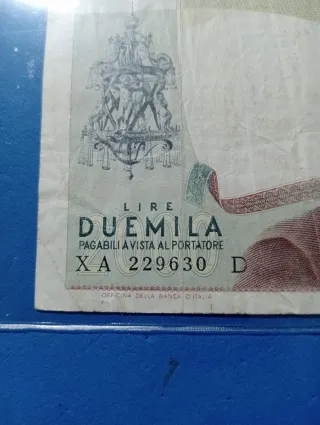 LIRE
DUEMILA
PAGABILI A VISTA AL PORTATORE
XA 229630 D
OFFICINA DELLA BANCA D'ITALIA